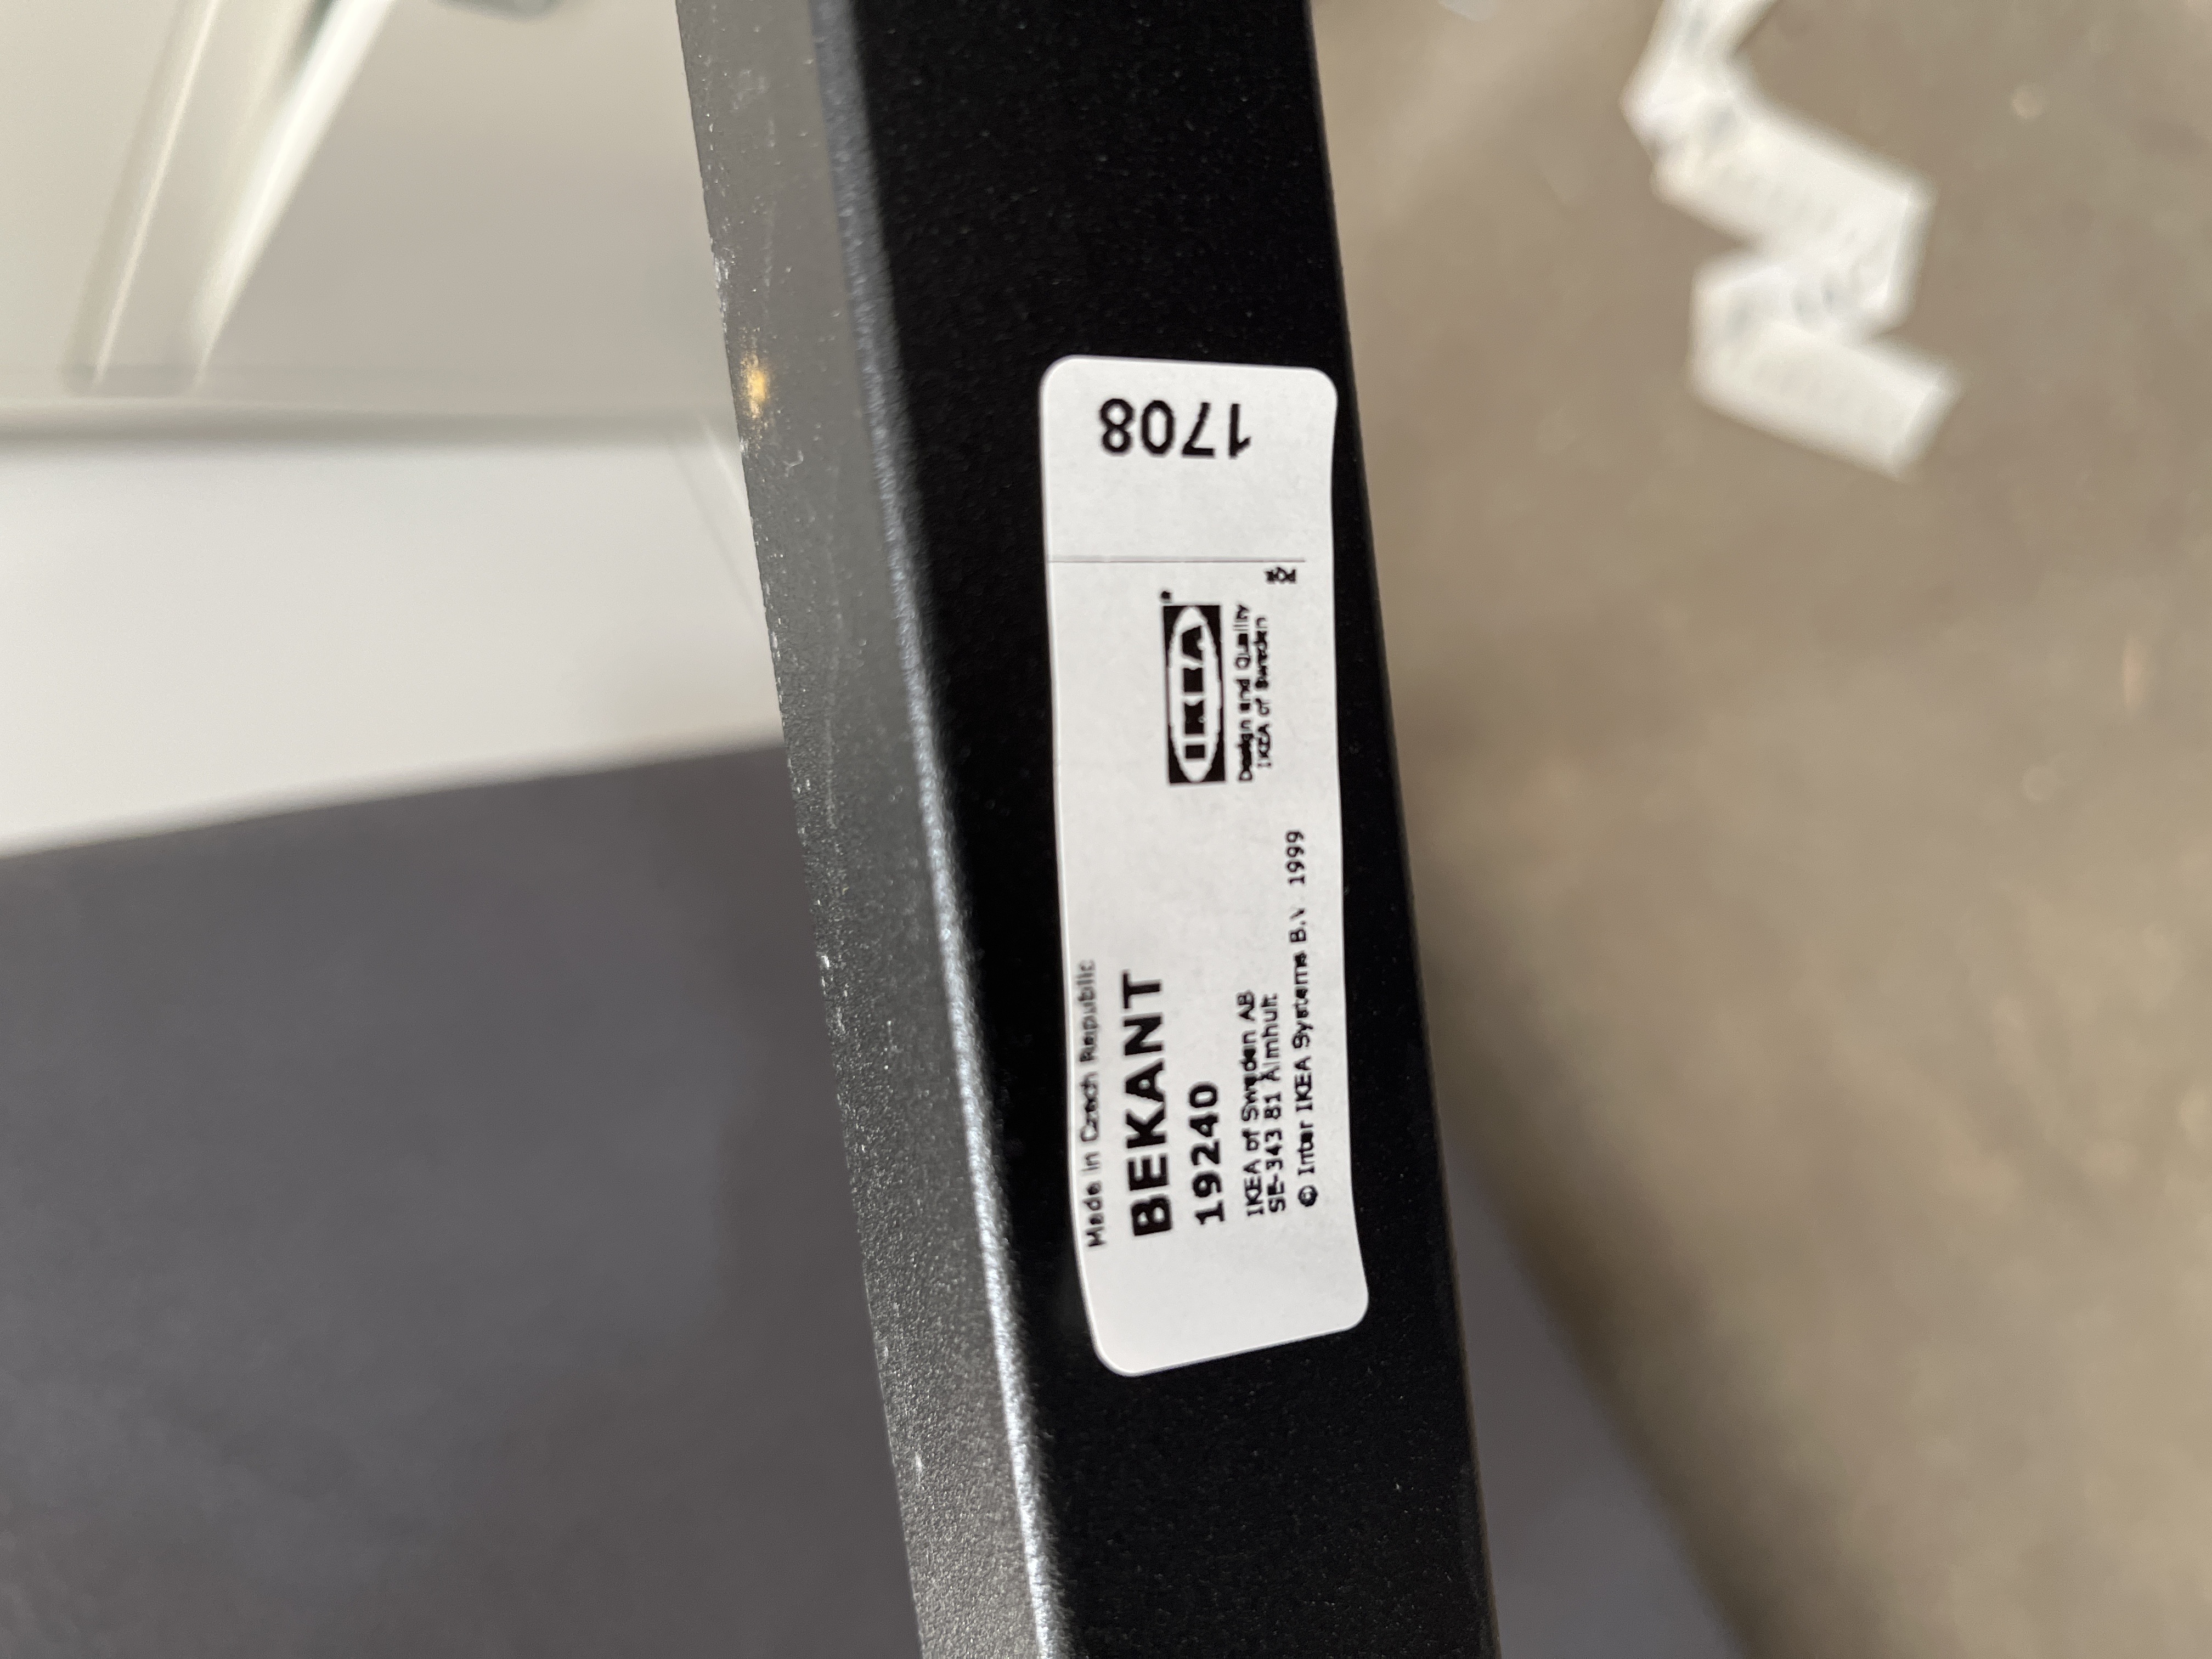 Made in Czech Republic
BEKANT
19240
IKEA of Sweden AB
SE-343 81 Älmhult
© Inter IKEA Systems B.V 1999
IKEA®
Design and Quality
IKEA of Sweden
1708